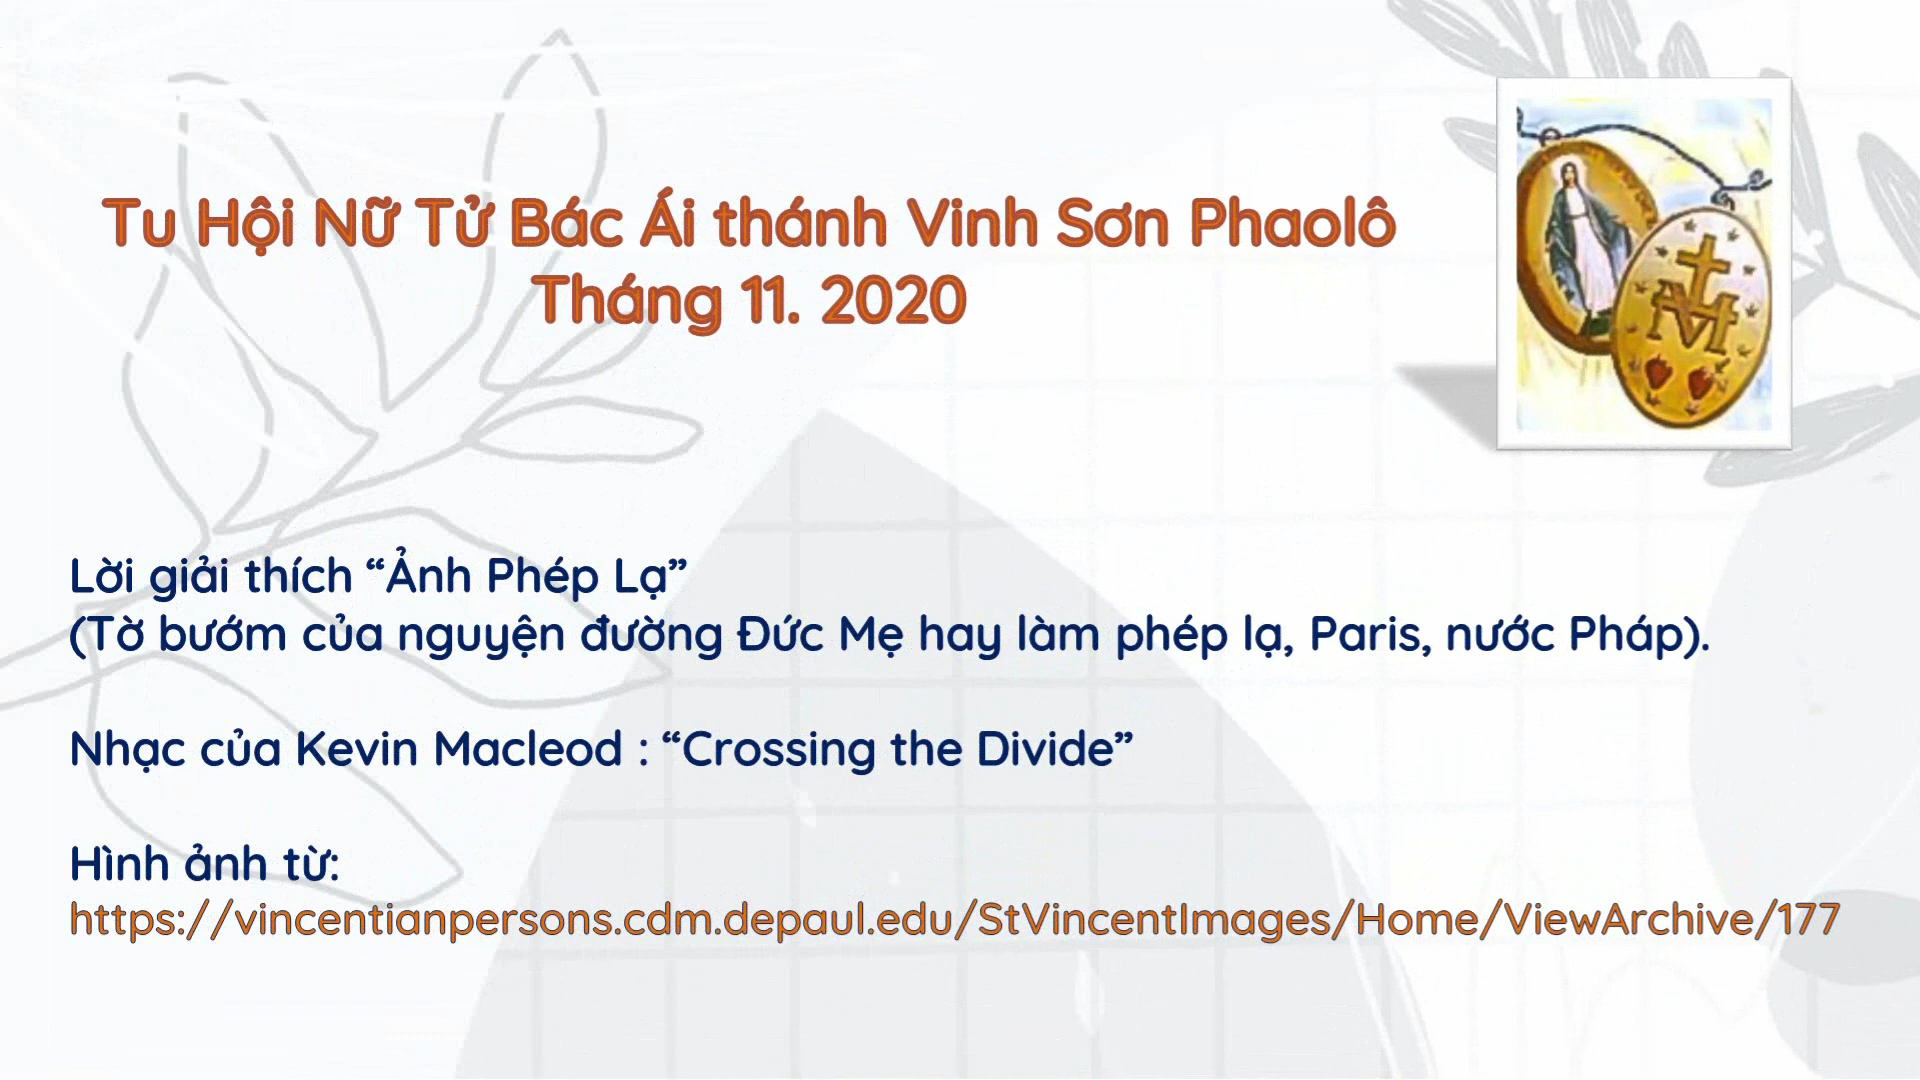 Tu Hội Nữ Tử Bác Ái thánh Vinh Sơn Phaolô
Tháng 11. 2020
Lời giải thích “Ảnh Phép Lạ”
(Tờ bướm của nguyện đường Đức Mẹ hay làm phép lạ, Paris, nước Pháp).
Nhạc của Kevin Macleod : “Crossing the Divide”
Hình ảnh từ:
https://vincentianpersons.cdm.depaul.edu/StVincentImages/Home/ViewArchive/177